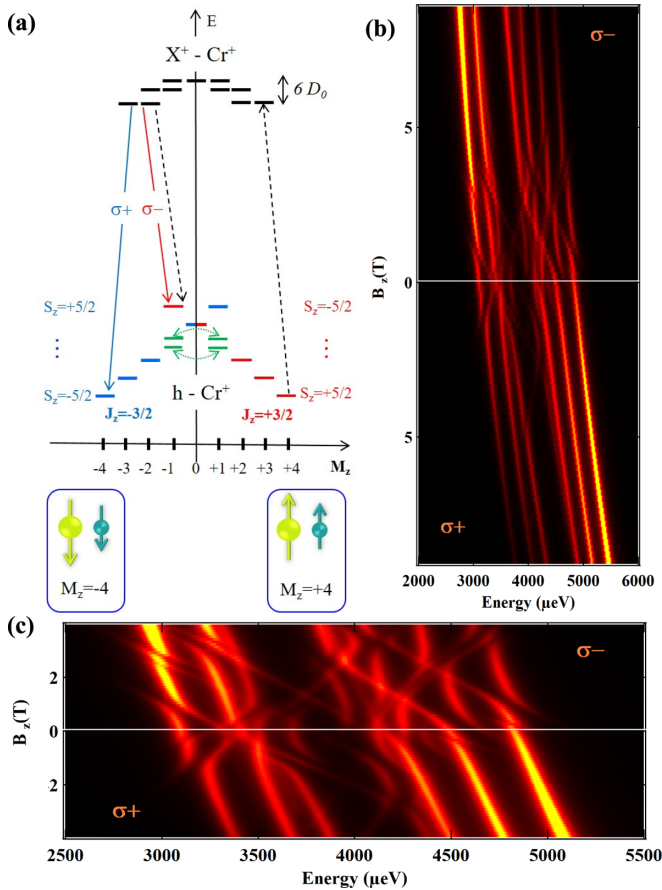 (a)
E
X⁺ - Cr⁺
6 D₀
σ+
σ−
S_z=+5/2
S_z=-5/2
S_z=-5/2
S_z=+5/2
h - Cr⁺
J_z=-3/2
J_z=+3/2
-4 -3 -2 -1 0 +1 +2 +3 +4
M_z
M_z=-4
M_z=+4
(b)
σ−
5
0
5
B_z(T)
σ+
2000 3000 4000 5000 6000
Energy (µeV)
(c)
σ−
2
0
2
B_z(T)
σ+
2500 3000 3500 4000 4500 5000 5500
Energy (µeV)